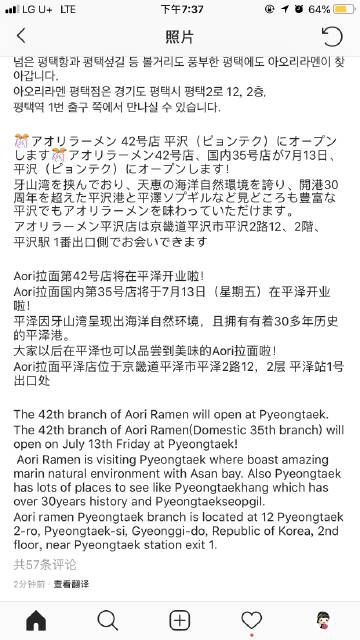 LG U+ LTE
下午7:37
64%
照片
넘은 평택항과 평택섶길 등 볼거리도 풍부한 평택에도 아오리라멘이 찾
아갑니다.
아오리라멘 평택점은 경기도 평택시 평택2로 12, 2층,
평택역 1번 출구 쪽에서 만나실 수 있습니다.
🎊アオリラーメン 42号店 平沢（ピョンテク）にオープン
します🎊アオリラーメン42号店、国内35号店が7月13日、
平沢（ピョンテク）にオープンします！
牙山湾を挟んでおり、天恵の海洋自然環境を誇り、開港30
周年を超えた平沢港と平澤ソプギルなど見どころも豊富な
平沢でもアオリラーメンを味わっていただけます。
アオリラーメン平沢店は京畿道平沢市平沢2路12、2階、
平沢駅 1番出口側でお会いできます
Aori拉面第42号店将在平泽开业啦！
Aori拉面国内第35号店将于7月13日（星期五）在平泽开业
啦！
平泽因牙山湾呈现出海洋自然环境，且拥有有着30多年历史
的平泽港。
大家以后在平泽也可以品尝到美味的Aori拉面啦！
Aori拉面平泽店位于京畿道平泽市平泽2路12，2层 平泽站1号
出口处
The 42th branch of Aori Ramen will open at Pyeongtaek.
The 42th branch of Aori Ramen(Domestic 35th branch) will
open on July 13th Friday at Pyeongtaek!
Aori Ramen is visiting Pyeongtaek where boast amazing
marin natural environment with Asan bay. Also Pyeongtaek
has lots of places to see like Pyeongtaekhang which has
over 30years history and Pyeongtaekseopgil.
Aori ramen Pyeongtaek branch is located at 12 Pyeongtaek
2-ro, Pyeongtaek-si, Gyeonggi-do, Republic of Korea, 2nd
floor, near Pyeongtaek station exit 1.
共57条评论
2分钟前 · 查看翻译